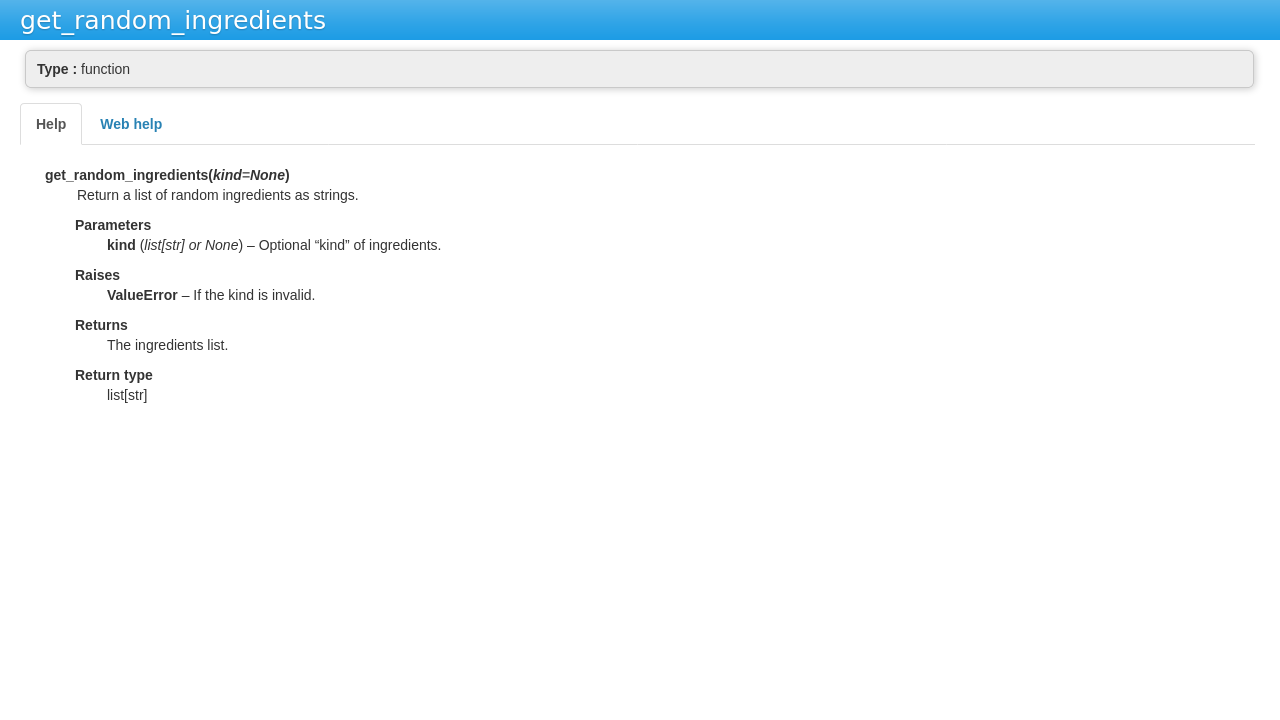 get_random_ingredients
Type : function
Help Web help
get_random_ingredients(kind=None)
Return a list of random ingredients as strings.
Parameters
kind (list[str] or None) – Optional “kind” of ingredients.
Raises
ValueError – If the kind is invalid.
Returns
The ingredients list.
Return type
list[str]